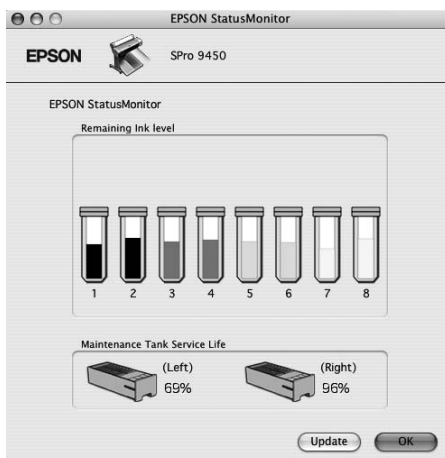 EPSON StatusMonitor
EPSON
SPro 9450
EPSON StatusMonitor
Remaining Ink level
1 2 3 4 5 6 7 8
Maintenance Tank Service Life
(Left) (Right)
69% 96%
Update OK